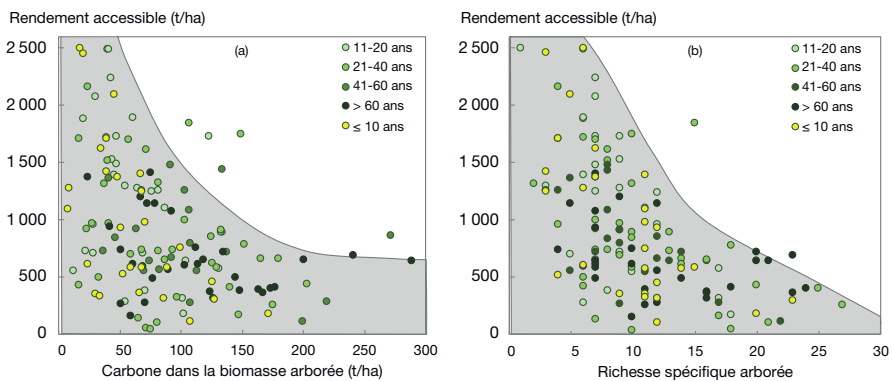 Rendement accessible (t/ha)
(a)
11-20 ans
21-40 ans
41-60 ans
> 60 ans
≤ 10 ans
2 500
2 000
1 500
1 000
500
0
0 50 100 150 200 250 300
Carbone dans la biomasse arborée (t/ha)
Rendement accessible (t/ha)
(b)
11-20 ans
21-40 ans
41-60 ans
> 60 ans
≤ 10 ans
2 500
2 000
1 500
1 000
500
0
0 5 10 15 20 25 30
Richesse spécifique arborée